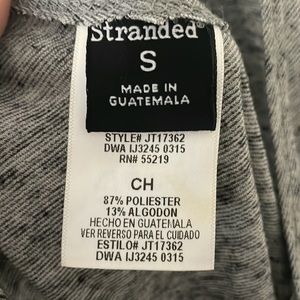 Stranded
S
MADE IN
GUATEMALA
STYLE# JT17362
DWA IJ3245 0315
RN# 55219
CH
87% POLIESTER
13% ALGODON
HECHO EN GUATEMALA
VER REVERSO PARA EL CUIDADO
ESTILO# JT17362
DWA IJ3245 0315